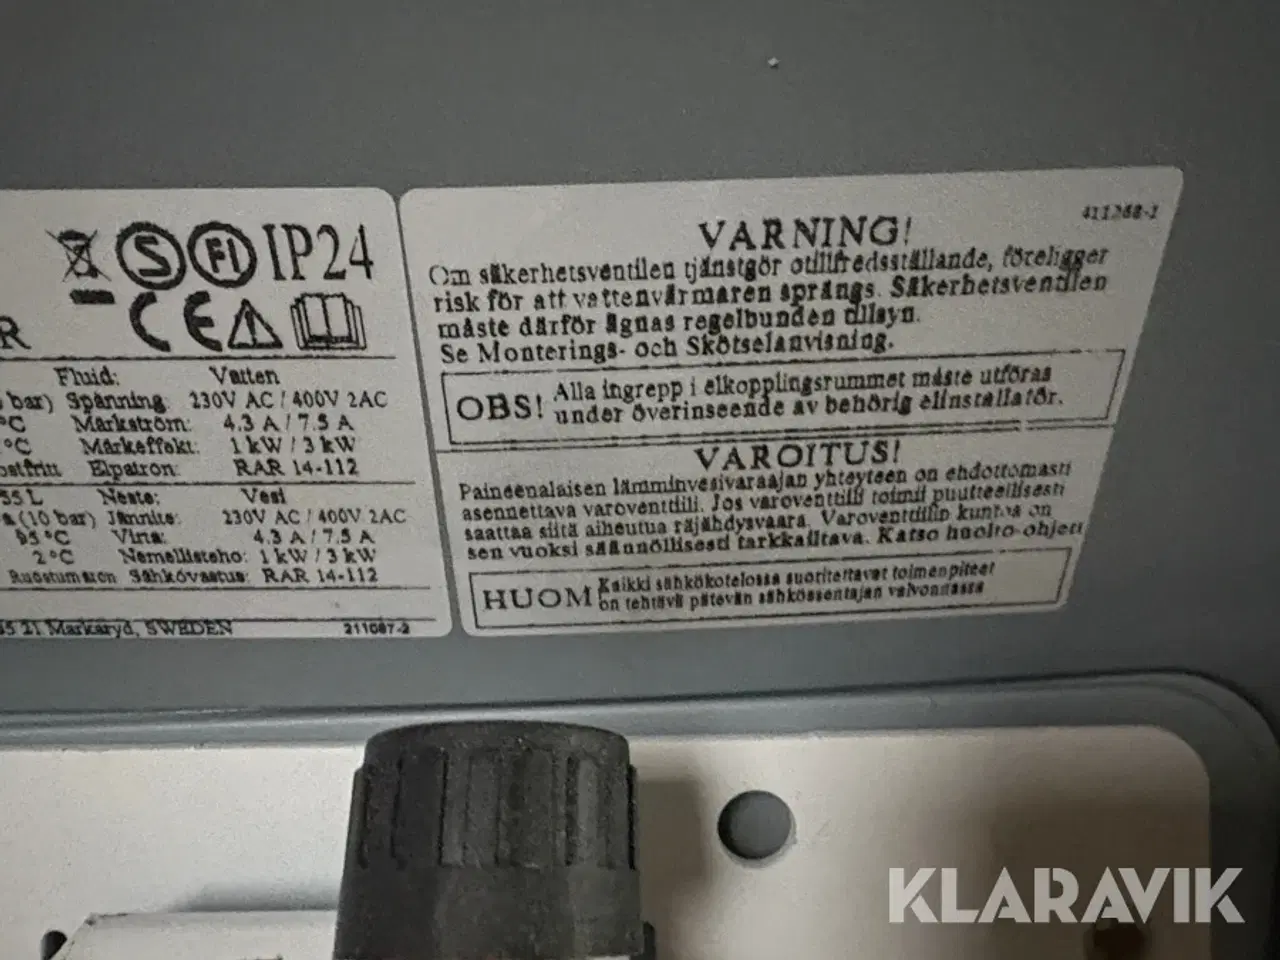 S FI IP24
CE
R
Fluid: Vatten
bar) Spänning: 230V AC / 400V 2AC
°C Märkström: 4.3 A / 7.5 A
°C Märkeffekt: 1 kW / 3 kW
Elpatron: RAR 14-112
55 L Neste: Vesi
(10 bar) Jännite: 230V AC / 400V 2AC
95 °C Virta: 4.3 A / 7.5 A
2 °C Nemellisteho: 1 kW / 3 kW
Ruostumaton Sähkövastus: RAR 14-112
21 Markaryd, SWEDEN 211087-2
411268-1
VARNING!
Om säkerhetsventilen tjänstgör otillfredsställande, föreligger
risk för att vattenvärmaren sprängs. Säkerhetsventilen
måste därför ägnas regelbunden tillsyn.
Se Monterings- och Skötselanvisning.
OBS! Alla ingrepp i elkopplingsrummet måste utföras
under överinseende av behörig elinstallatör.
VAROITUS!
Paineenalaisen lämminvesivaraajan yhteyteen on ehdottomasti
asennettava varoventtiili. Jos varoventtiili toimii puutteellisesti
saattaa siitä aiheutua räjähdysvaara. Varoventtiilin kuntoa on
sen vuoksi säännöllisesti tarkkailtava. Katso huolto-ohjeet
HUOM Kaikki sähkökotelossa suoritettavat toimenpiteet
on tehtävä pätevän sähköasentajan valvonnassa
KLARAVIK